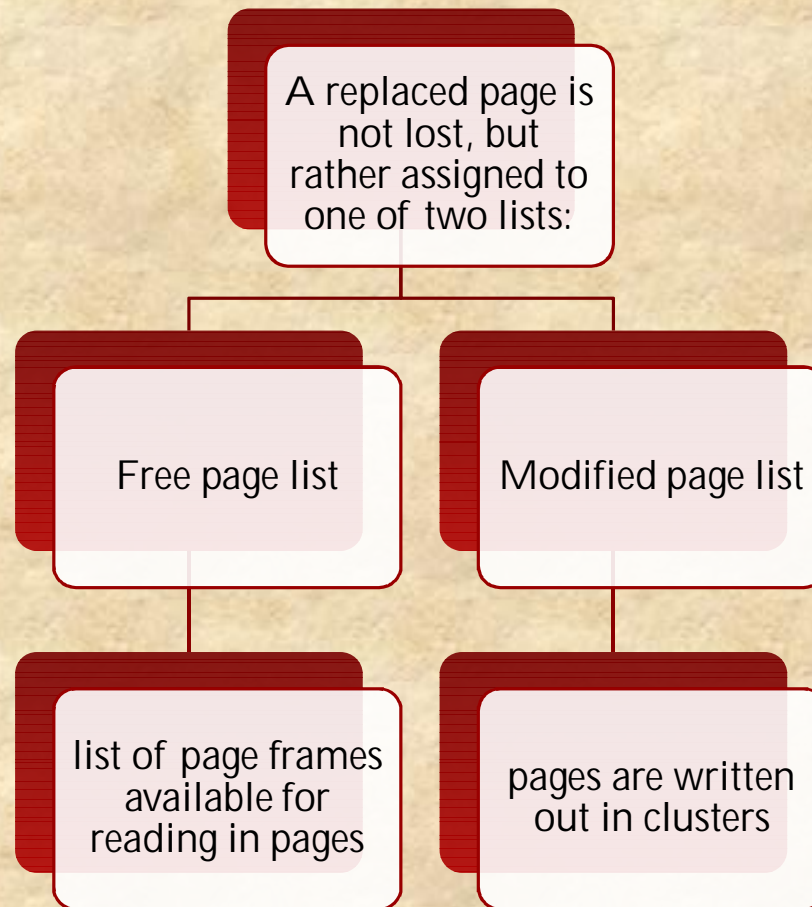 A replaced page is
not lost, but
rather assigned to
one of two lists:
Free page list
Modified page list
list of page frames
available for
reading in pages
pages are written
out in clusters